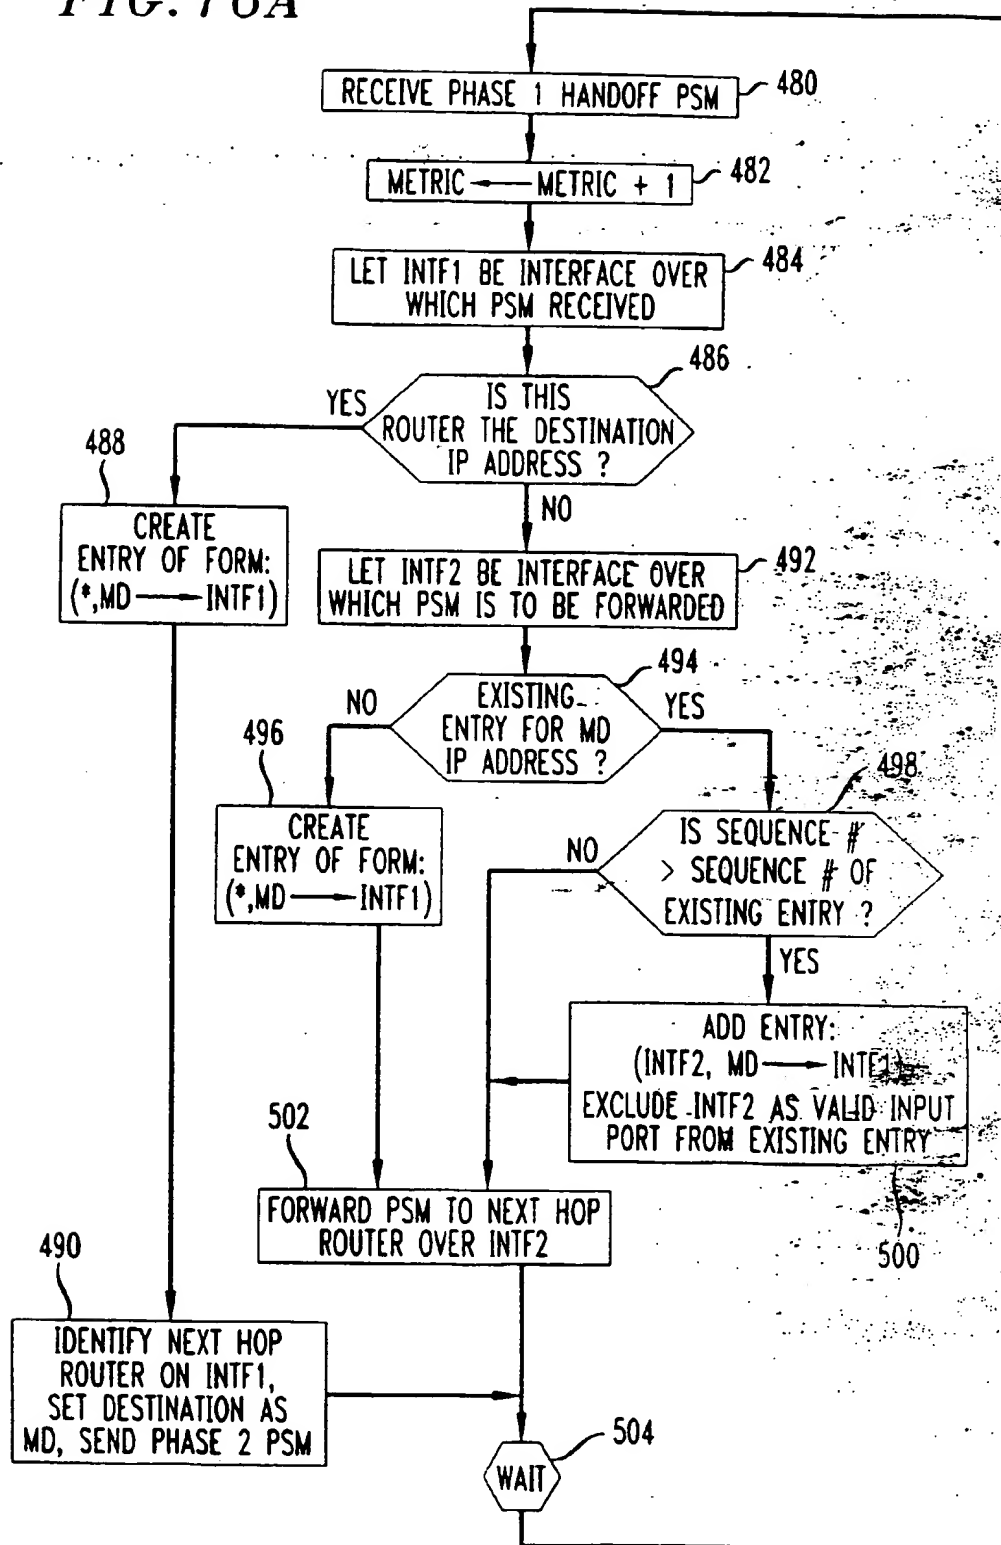 FIG. 76A
RECEIVE PHASE 1 HANDOFF PSM
480
METRIC ← METRIC + 1
482
LET INTF1 BE INTERFACE OVER
WHICH PSM RECEIVED
484
IS THIS
ROUTER THE DESTINATION
IP ADDRESS ?
486
YES
NO
488
CREATE
ENTRY OF FORM:
(*,MD → INTF1)
LET INTF2 BE INTERFACE OVER
WHICH PSM IS TO BE FORWARDED
492
EXISTING
ENTRY FOR MD
IP ADDRESS ?
494
NO
YES
496
CREATE
ENTRY OF FORM:
(*,MD → INTF1)
498
IS SEQUENCE #
> SEQUENCE # OF
EXISTING ENTRY ?
NO
YES
ADD ENTRY:
(INTF2, MD → INTF1)
EXCLUDE INTF2 AS VALID INPUT
PORT FROM EXISTING ENTRY
500
502
FORWARD PSM TO NEXT HOP
ROUTER OVER INTF2
490
IDENTIFY NEXT HOP
ROUTER ON INTF1,
SET DESTINATION AS
MD, SEND PHASE 2 PSM
WAIT
504